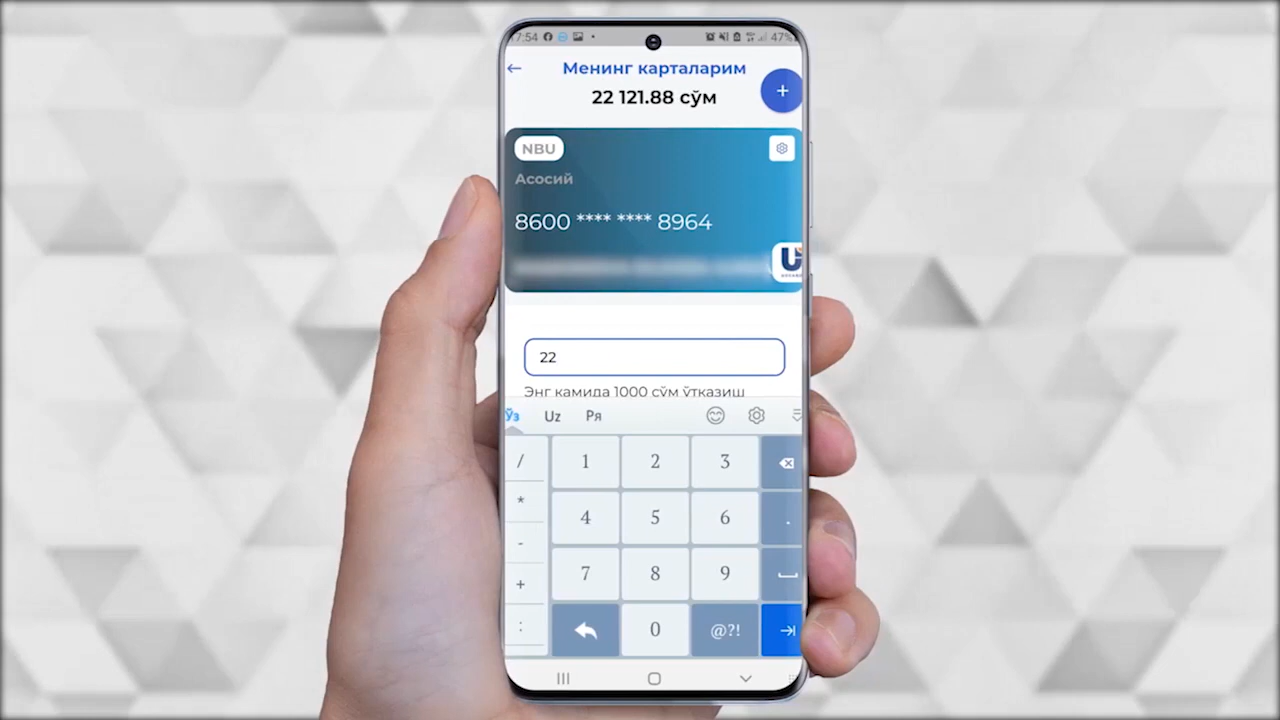 17:54 47%
Менинг карталарим
22 121.88 сўм
+
NBU
Асосий
8600 **** **** 8964
22
Энг камида 1000 сўм ўтказиш
Ўз Uz Ря
/ 1 2 3
* 4 5 6 .
- 7 8 9
+
: 0 @?!